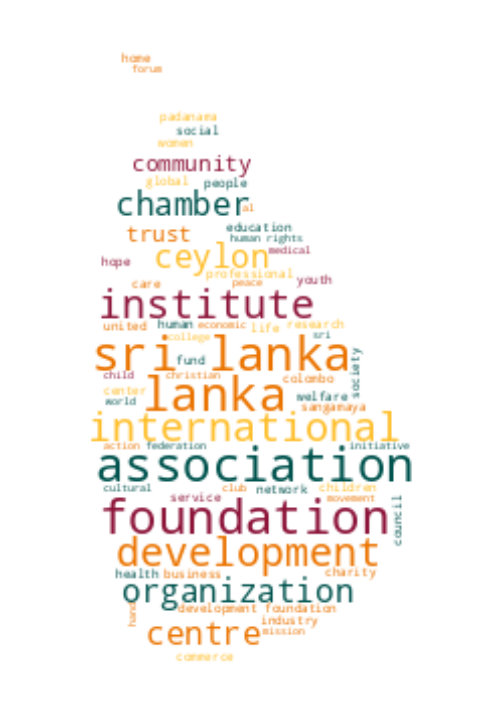 home
forum
padanama
social
women
community
global people
chamber al
education
trust human rights
ceylon medical
hope
professional
care peace youth
institute
united human economic life research
college sri
sri lanka
fund
child christian colombo society
lanka
center welfare
world sangamaya
international
action federation initiative
association
cultural club network children
service movement
foundation council
development
health business charity
organization
hand development foundation
industry
centre mission
commerce